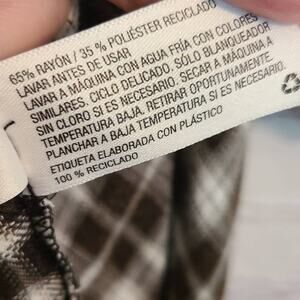 65% RAYÓN / 35 % POLIÉSTER RECICLADO
LAVAR ANTES DE USAR
LAVAR A MÁQUINA CON AGUA FRÍA CON COLORES
SIMILARES. CICLO DELICADO. SÓLO BLANQUEADOR
SIN CLORO SI ES NECESARIO. SECAR A MÁQUINA A
TEMPERATURA BAJA. RETIRAR OPORTUNAMENTE.
PLANCHAR A BAJA TEMPERATURA SI ES NECESARIO.
ETIQUETA ELABORADA CON PLÁSTICO
100 % RECICLADO